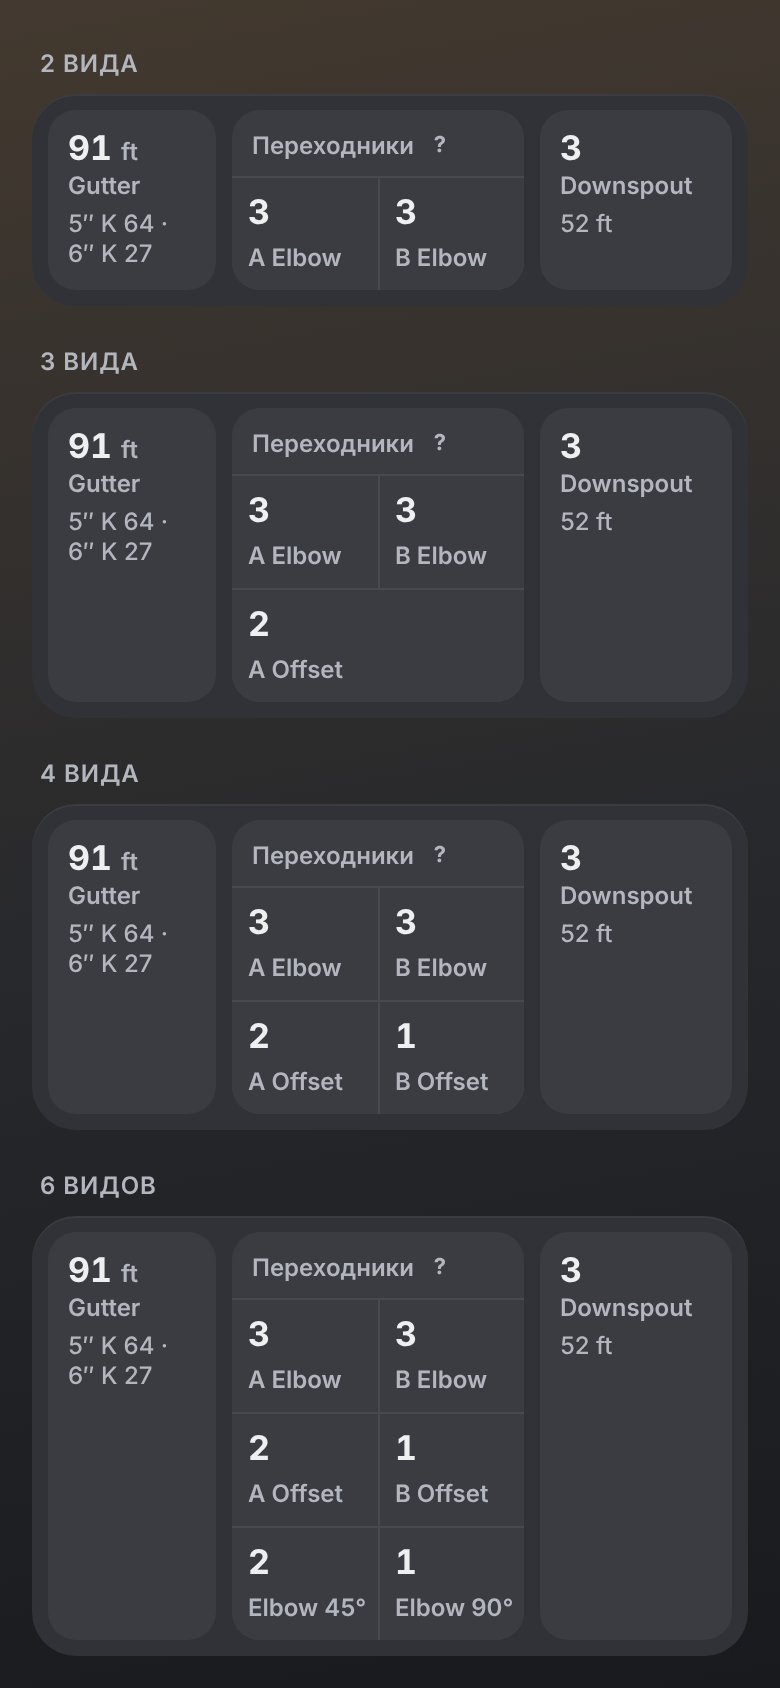 2 ВИДА
91 ft
Gutter
5″ K 64 ·
6″ K 27
Переходники ?
3
A Elbow
3
B Elbow
3
Downspout
52 ft
3 ВИДА
91 ft
Gutter
5″ K 64 ·
6″ K 27
Переходники ?
3
A Elbow
3
B Elbow
2
A Offset
3
Downspout
52 ft
4 ВИДА
91 ft
Gutter
5″ K 64 ·
6″ K 27
Переходники ?
3
A Elbow
3
B Elbow
2
A Offset
1
B Offset
3
Downspout
52 ft
6 ВИДОВ
91 ft
Gutter
5″ K 64 ·
6″ K 27
Переходники ?
3
A Elbow
3
B Elbow
2
A Offset
1
B Offset
2
Elbow 45°
1
Elbow 90°
3
Downspout
52 ft